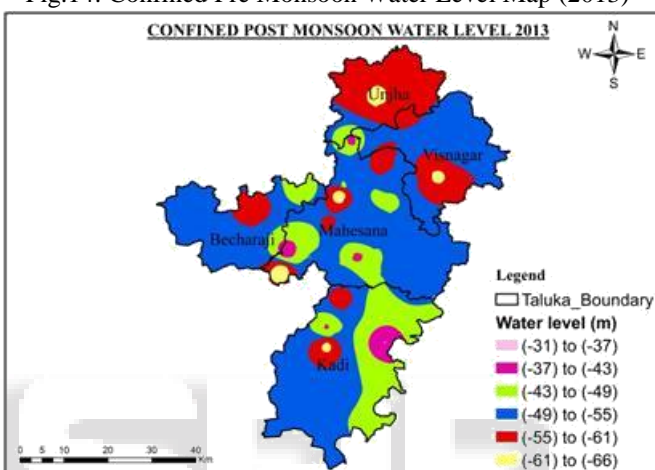 Fig.14: Confined Pre Monsoon Water Level Map (2013)
CONFINED POST MONSOON WATER LEVEL 2013
N
W E
S
Unjha
Visnagar
Mahesana
Becharaji
Kadi
Legend
Taluka_Boundary
Water level (m)
(-31) to (-37)
(-37) to (-43)
(-43) to (-49)
(-49) to (-55)
(-55) to (-61)
(-61) to (-66)
0 5 10 20 30 40
Km